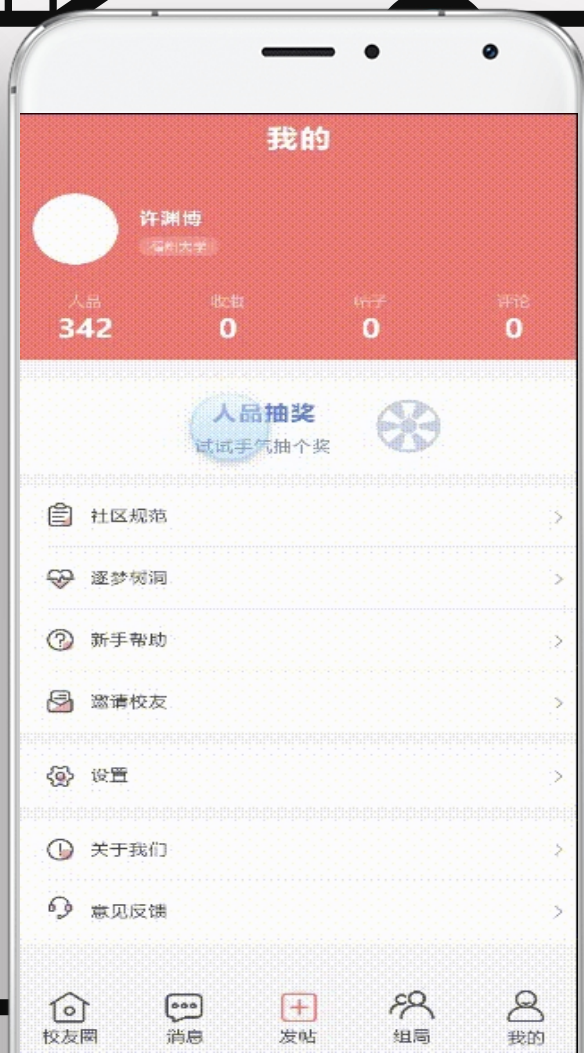 我的
许渊博
福州大学
人品 收妆 帖子 评论
342 0 0 0
人品抽奖
试试手气抽个奖
社区规范
逐梦树洞
新手帮助
邀请校友
设置
关于我们
意见反馈
校友圈 消息 发帖 组局 我的